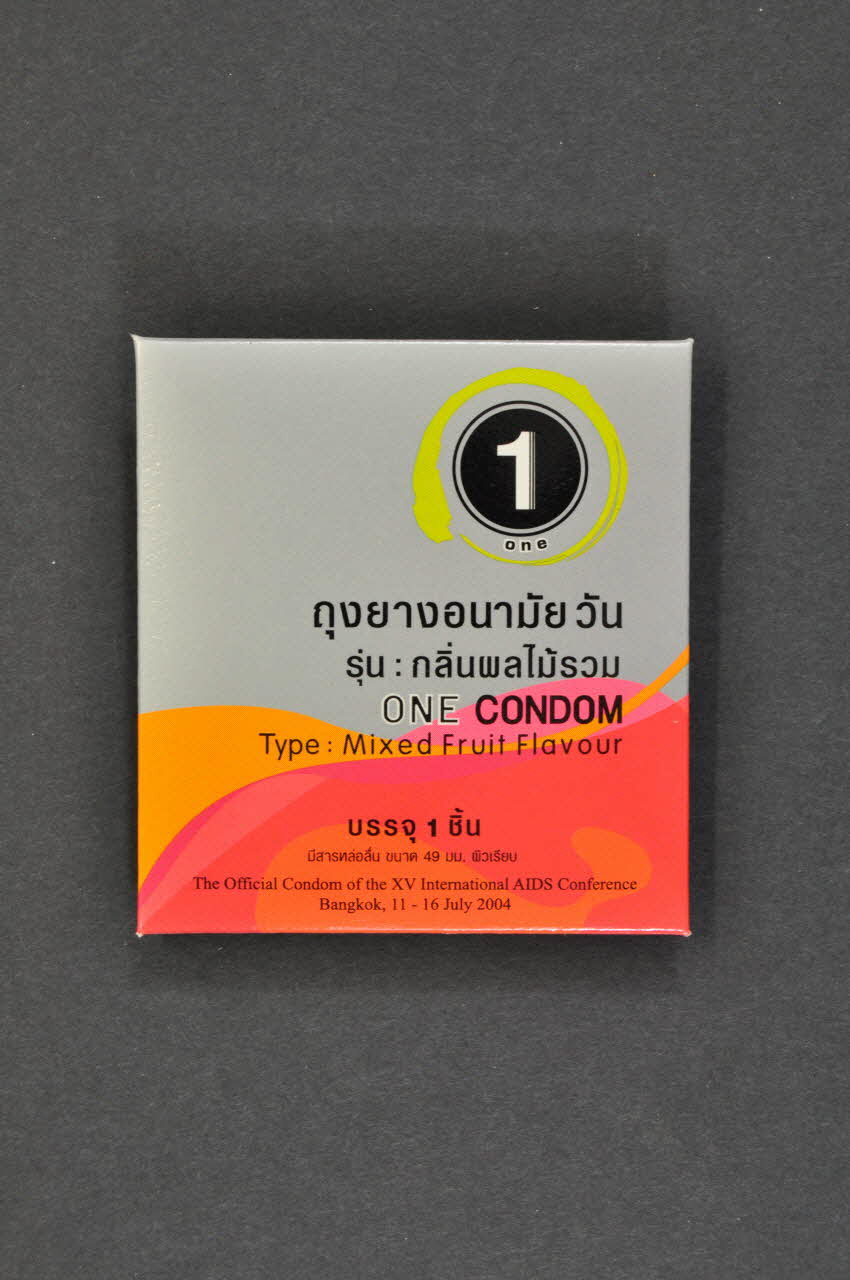 1
one
ถุงยางอนามัย วัน
รุ่น : กลิ่นผลไม้รวม
ONE CONDOM
Type : Mixed Fruit Flavour
บรรจุ 1 ชิ้น
มีสารหล่อลื่น ขนาด 49 มม. ผิวเรียบ
The Official Condom of the XV International AIDS Conference
Bangkok, 11 - 16 July 2004